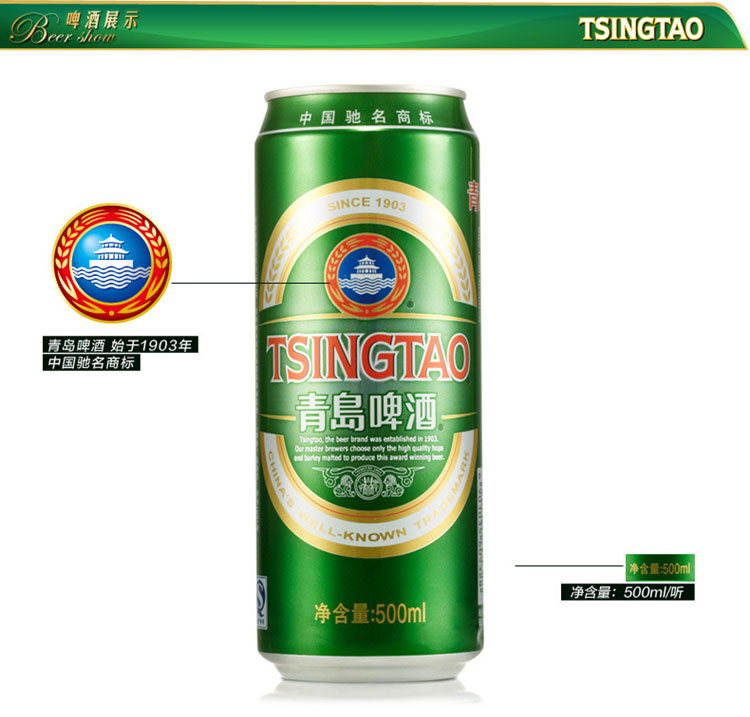 啤酒展示
Beer show
TSINGTAO
中国驰名商标
青
SINCE 1903
®
青岛啤酒 始于1903年
中国驰名商标
TSINGTAO
青島啤酒®
Tsingtao, the beer brand was established in 1903.
Our master brewers choose only the high quality hops
and barley malted to produce this award winning beer.
CHINA'S WELL-KNOWN TRADEMARK
净含量:500ml
净含量:500ml
净含量：500ml/听